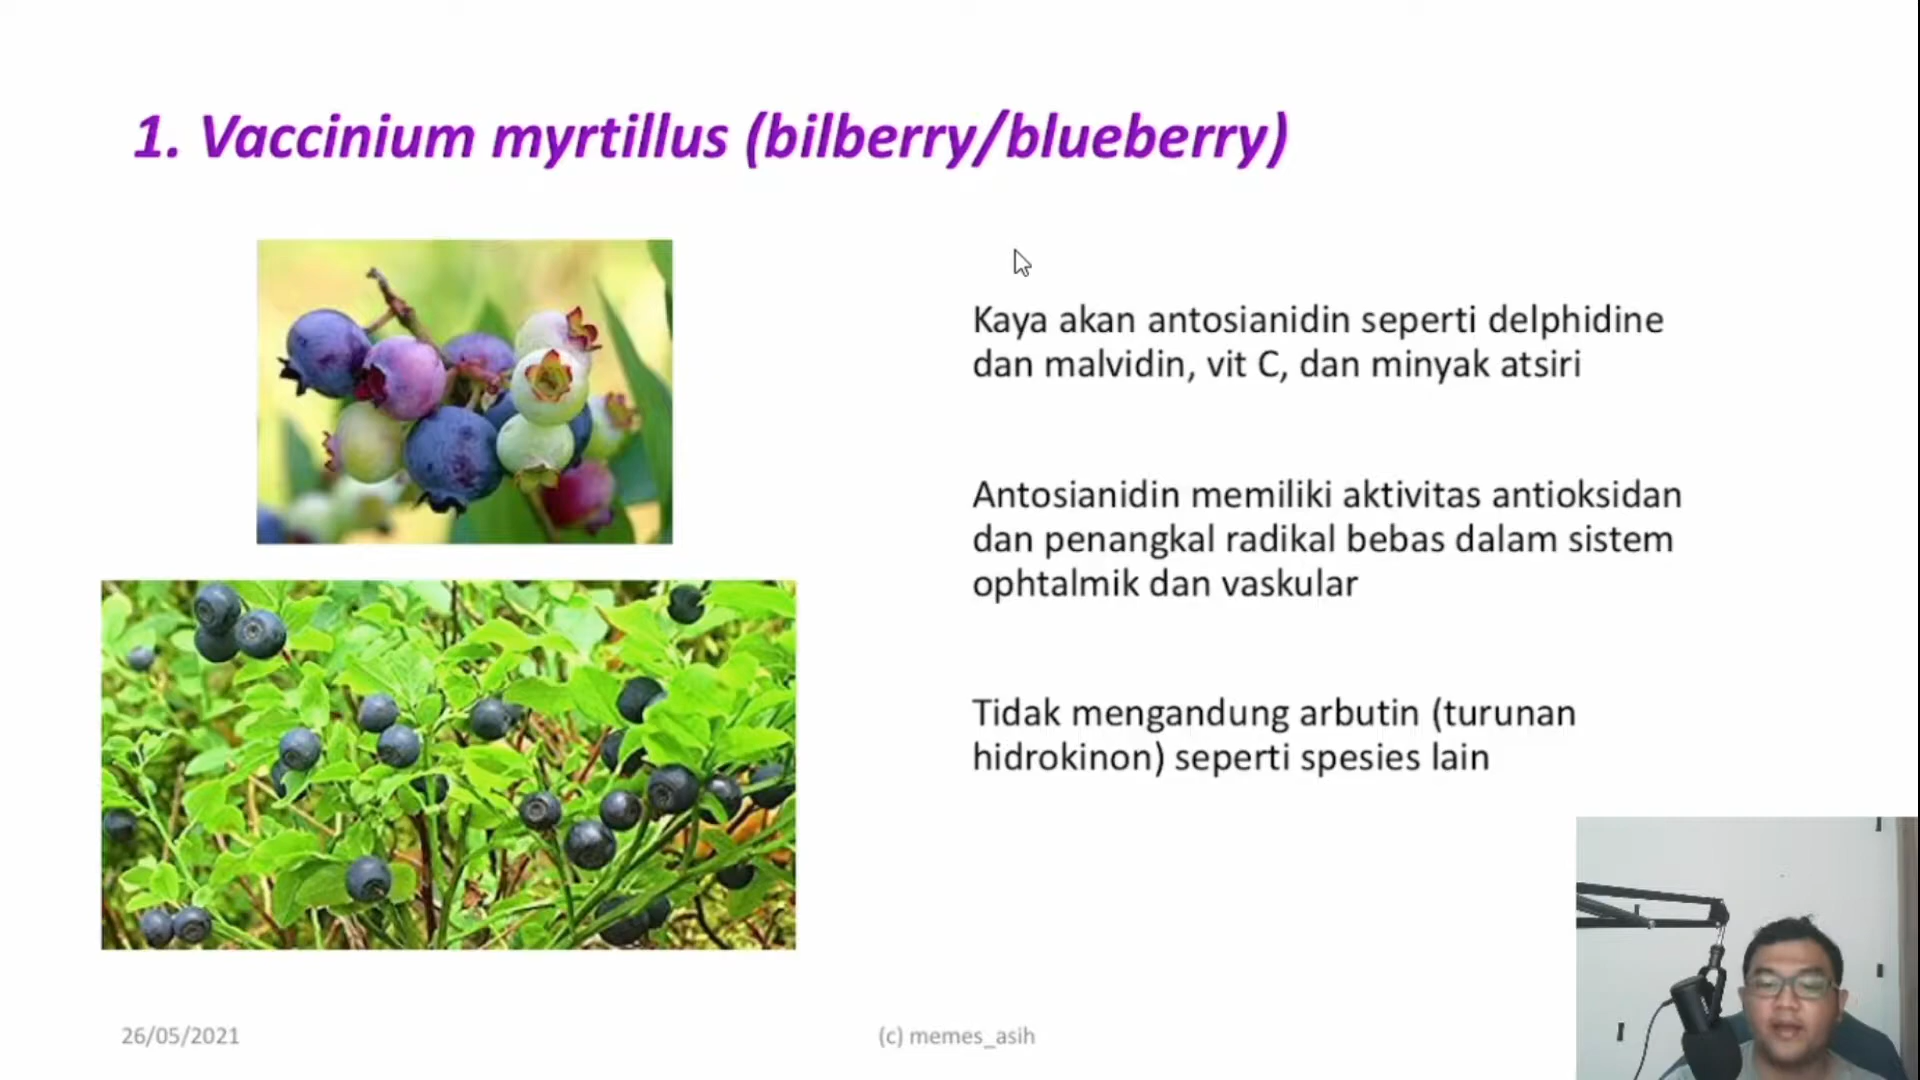 1. Vaccinium myrtillus (bilberry/blueberry)
Kaya akan antosianidin seperti delphidine
dan malvidin, vit C, dan minyak atsiri
Antosianidin memiliki aktivitas antioksidan
dan penangkal radikal bebas dalam sistem
ophtalmik dan vaskular
Tidak mengandung arbutin (turunan
hidrokinon) seperti spesies lain
26/05/2021
(c) memes_asih